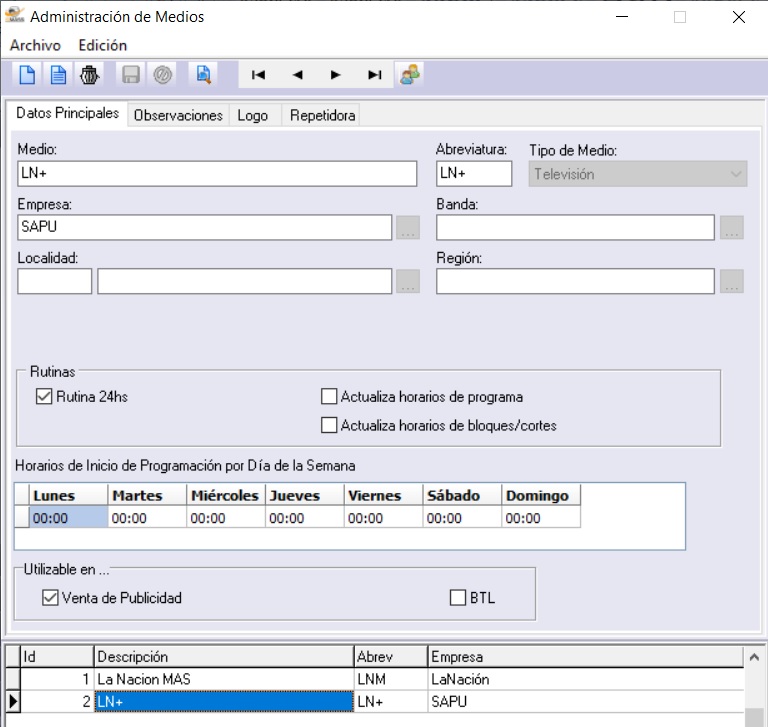 Administración de Medios
Archivo Edición
Datos Principales Observaciones Logo Repetidora
Medio: Abreviatura: Tipo de Medio:
LN+ LN+ Televisión
Empresa: Banda:
SAPU ... ...
Localidad: Región:
... ...
Rutinas
Rutina 24hs Actualiza horarios de programa
Actualiza horarios de bloques/cortes
Horarios de Inicio de Programación por Día de la Semana
Lunes Martes Miércoles Jueves Viernes Sábado Domingo
00:00 00:00 00:00 00:00 00:00 00:00 00:00
Utilizable en ...
Venta de Publicidad BTL
Id Descripción Abrev Empresa
1 La Nacion MAS LNM LaNación
2 LN+ LN+ SAPU